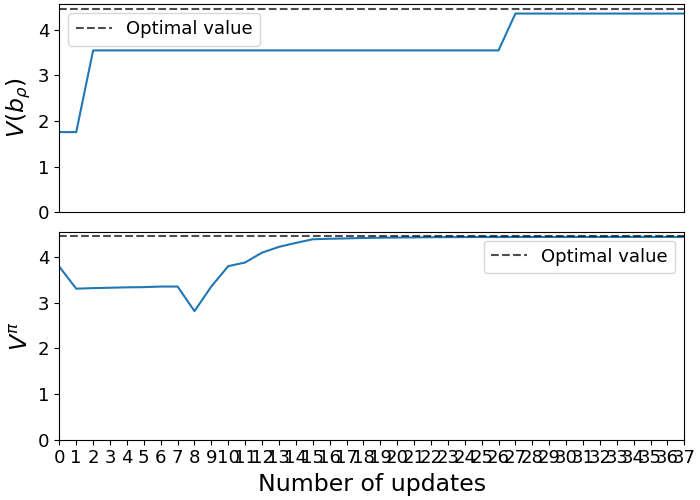 4
3
2
1
0
V(b_ρ)
Optimal value
4
3
2
1
0
V^π
Optimal value
0 1 2 3 4 5 6 7 8 9 10 11 12 13 14 15 16 17 18 19 20 21 22 23 24 25 26 27 28 29 30 31 32 33 34 35 36 37
Number of updates